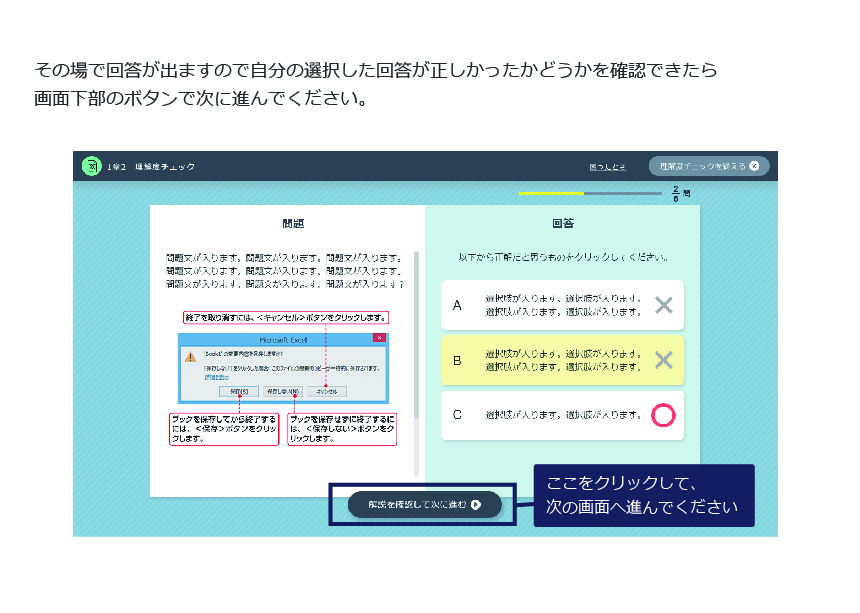 その場で回答が出ますので自分の選択した回答が正しかったかどうかを確認できたら
画面下部のボタンで次に進んでください。
1章2 理解度チェック
困ったとき
理解度チェックを終える
2
6
問
問題
問題文が入ります。問題文が入ります。問題文が入ります。
問題文が入ります。問題文が入ります。問題文が入ります。
問題文が入ります。問題文が入ります。問題文が入ります？
終了を取り消すには、＜キャンセル＞ボタンをクリックします。
Microsoft Excel
'Book1' の変更内容を保存しますか?
保存(S)
保存しない(N)
キャンセル
ブックを保存してから終了する
には、＜保存＞ボタンをクリッ
クします。
ブックを保存せずに終了するに
は、＜保存しない＞ボタンをク
リックします。
回答
以下から正解だと思うものをクリックしてください。
A
選択肢が入ります。選択肢が入ります。
選択肢が入ります。選択肢が入ります。
B
選択肢が入ります。選択肢が入ります。
選択肢が入ります。選択肢が入ります。
C
選択肢が入ります。選択肢が入ります。
解説を確認して次に進む
ここをクリックして、
次の画面へ進んでください